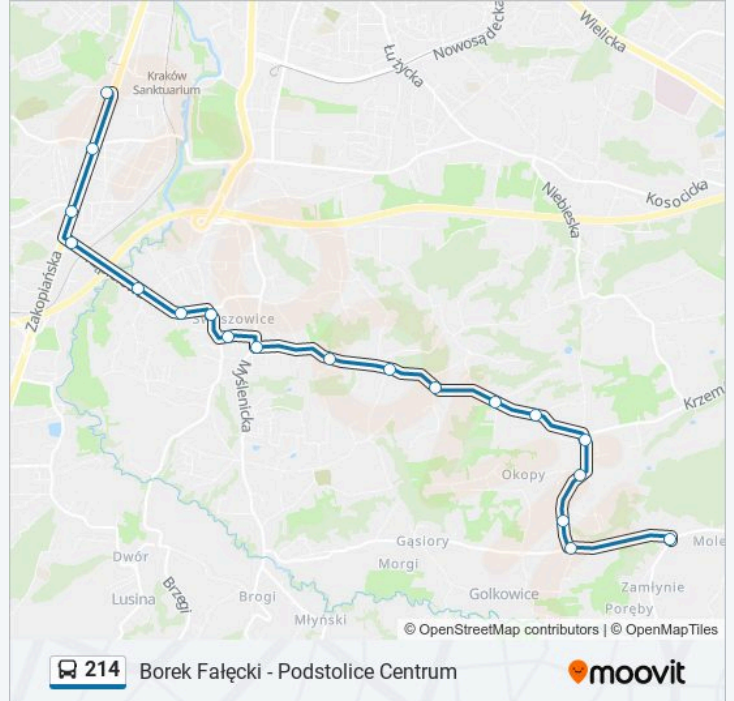 Wielicka
Nowosądecka
Łużycka
Kraków
Sanktuarium
Niebieska
Kosocicka
Zakopiańska
Myślenicka
Krzem
Okopy
Gąsiory
Mole
Dwór
Morgi
Brzegi
Lusina
Brogi
Golkowice
Zamłynie
Młyński
Poręby
© OpenStreetMap contributors | © OpenMapTiles
214 Borek Fałęcki - Podstolice Centrum
moovit